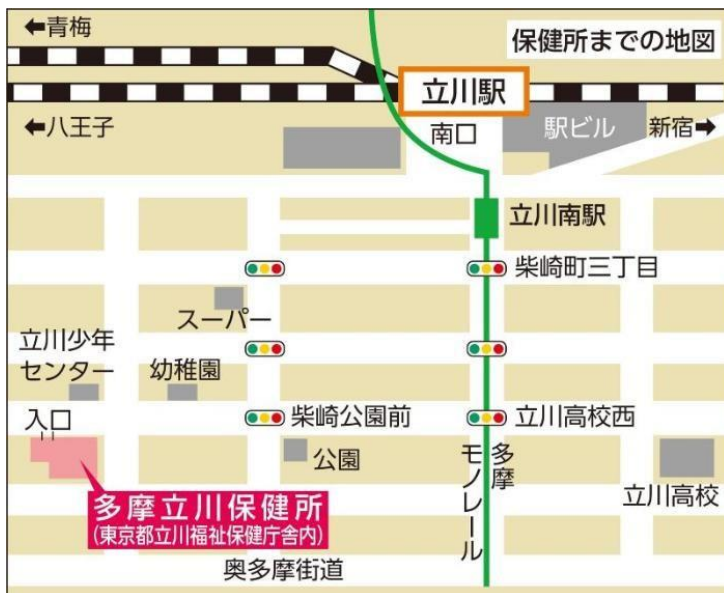 ←青梅
保健所までの地図
立川駅
←八王子
南口
駅ビル
新宿→
立川南駅
柴崎町三丁目
スーパー
立川少年
センター
幼稚園
入口
柴崎公園前
立川高校西
公園
多摩
モノレール
立川高校
多摩立川保健所
(東京都立川福祉保健庁舎内)
奥多摩街道